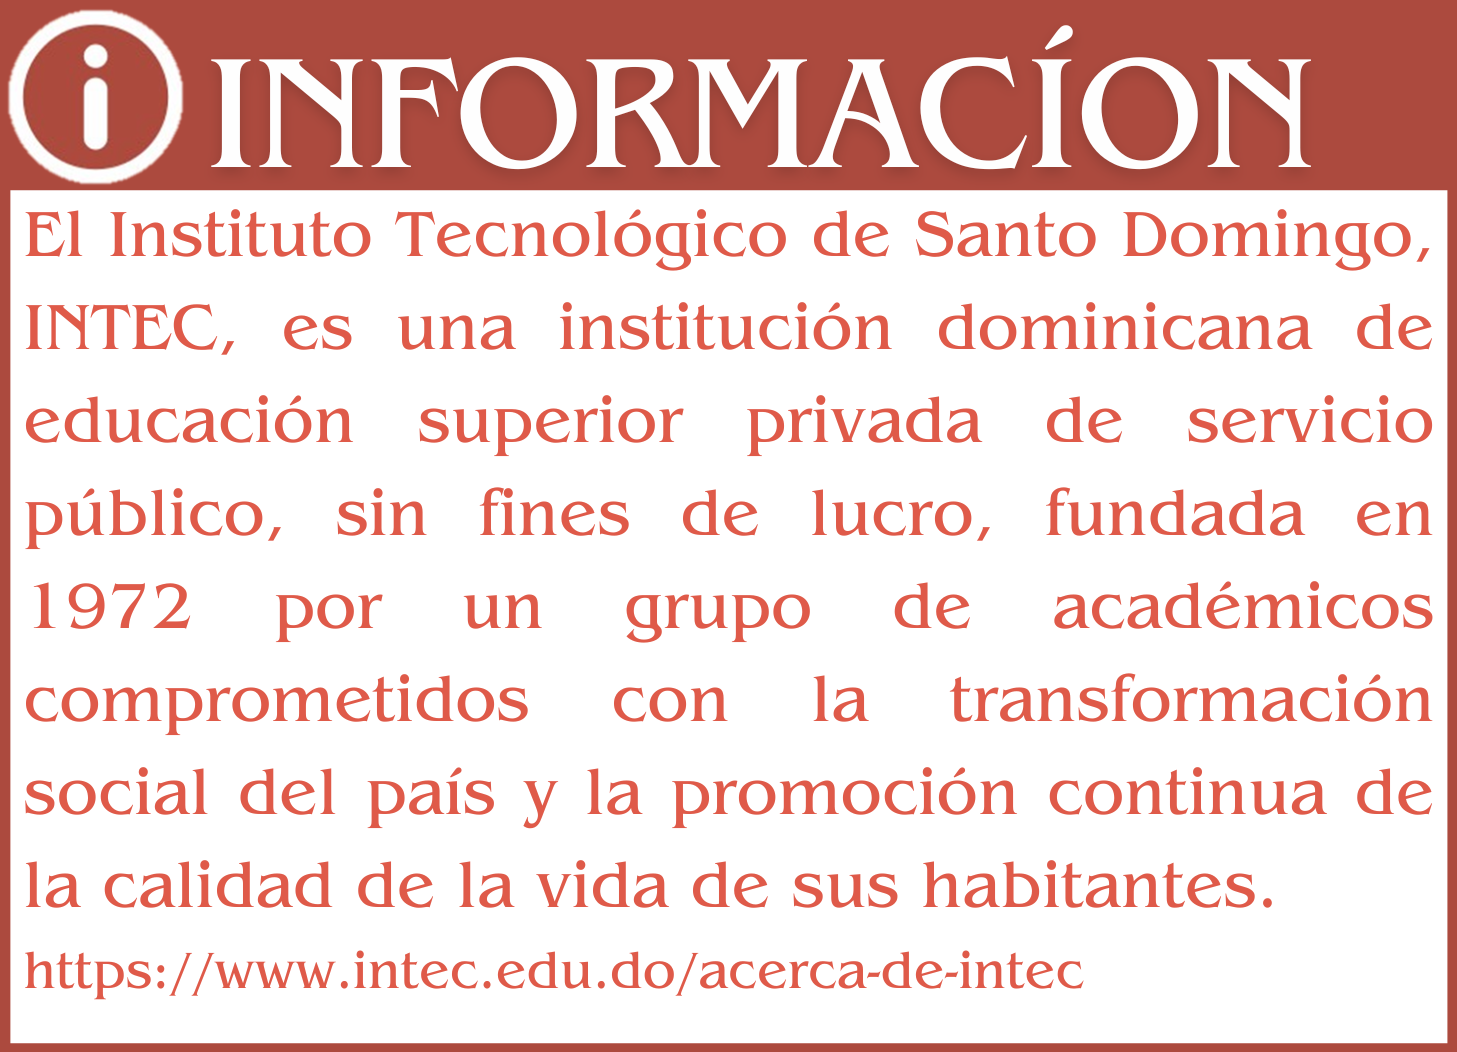 INFORMACÍON
El Instituto Tecnológico de Santo Domingo,
INTEC, es una institución dominicana de
educación superior privada de servicio
público, sin fines de lucro, fundada en
1972 por un grupo de académicos
comprometidos con la transformación
social del país y la promoción continua de
la calidad de la vida de sus habitantes.
https://www.intec.edu.do/acerca-de-intec